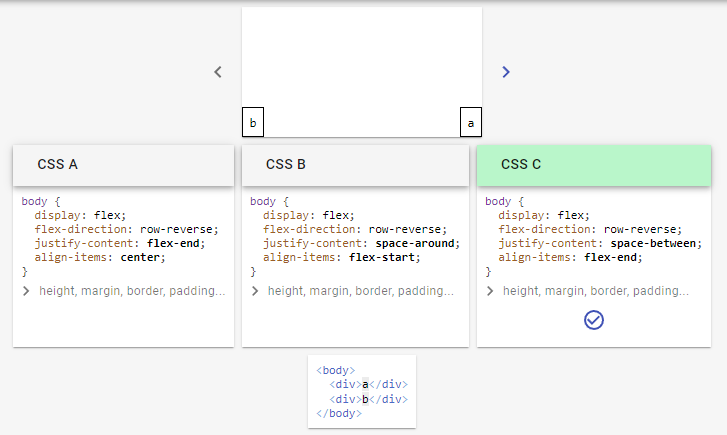 b a
CSS A
body {
display: flex;
flex-direction: row-reverse;
justify-content: flex-end;
align-items: center;
}
height, margin, border, padding...
CSS B
body {
display: flex;
flex-direction: row-reverse;
justify-content: space-around;
align-items: flex-start;
}
height, margin, border, padding...
CSS C
body {
display: flex;
flex-direction: row-reverse;
justify-content: space-between;
align-items: flex-end;
}
height, margin, border, padding...
<body>
<div>a</div>
<div>b</div>
</body>